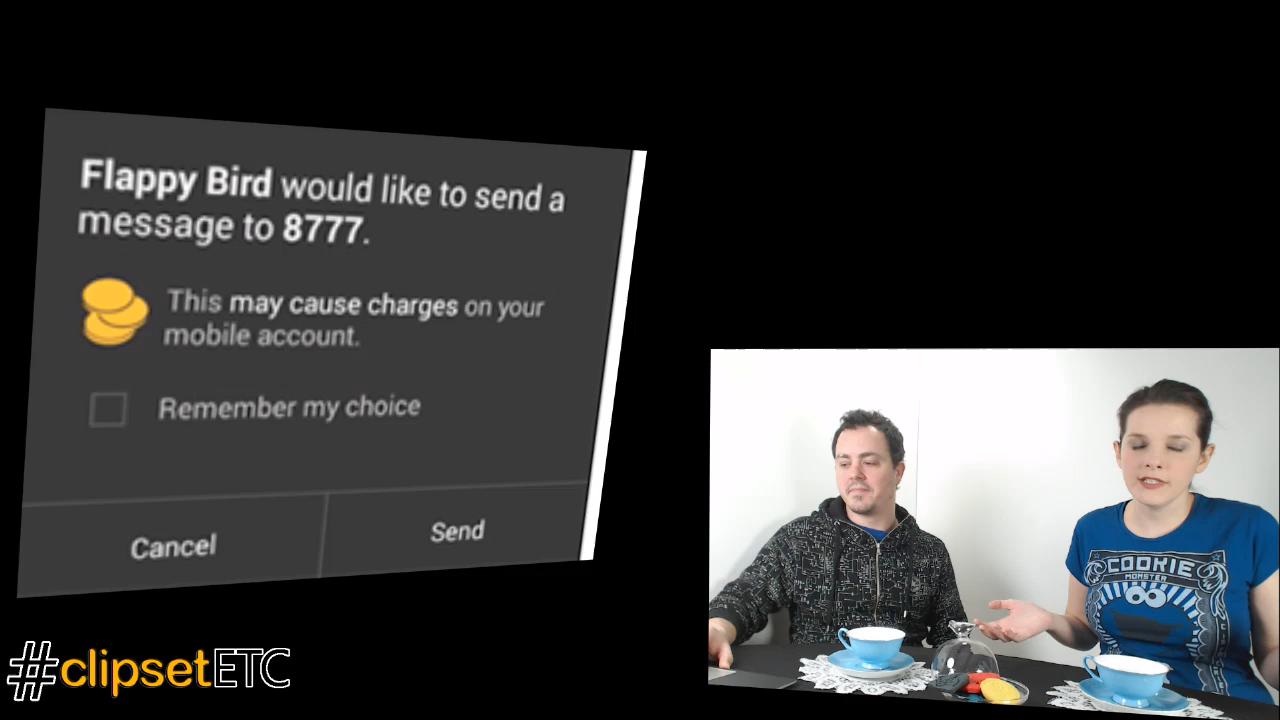 Flappy Bird would like to send a
message to 8777.
This may cause charges on your
mobile account.
Remember my choice
Cancel
Send
#clipsetETC
COOKIE
MONSTER